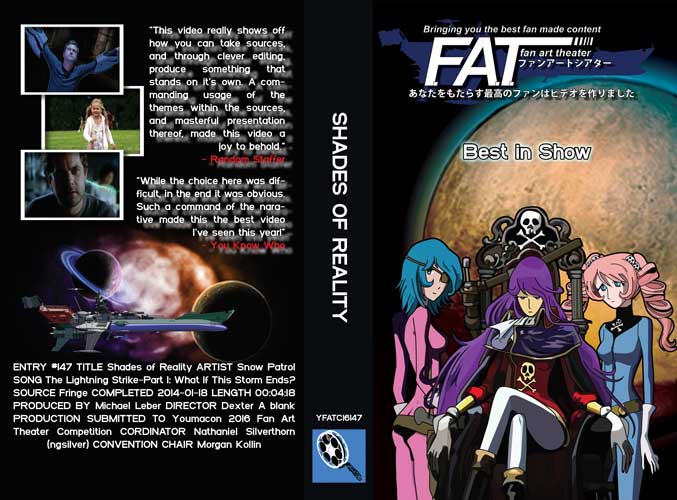 "This video really shows off
how you can take sources,
and through clever editing,
produce something that
stands on it's own. A com-
manding usage of the
themes within the sources,
and masterful presentation
thereof, made this video a
joy to behold."
- Random Staffer
"While the choice here was dif-
ficult, in the end it was obvious.
Such a command of the nara-
tive made this the best video
I've seen this year!"
- You Know Who
ENTRY #147 TITLE Shades of Reality ARTIST Snow Patrol
SONG The Lightning Strike-Part 1: What If This Storm Ends?
SOURCE Fringe COMPLETED 2014-01-18 LENGTH 00:04:18
PRODUCED BY Michael Leber DIRECTOR Dexter A blank
PRODUCTION SUBMITTED TO Youmacon 2016 Fan Art
Theater Competition CORDINATOR Nathaniel Silverthorn
(ngsilver) CONVENTION CHAIR Morgan Kollin
SHADES OF REALITY
YFATC16147
Bringing you the best fan made content
FAT
fan art theater
ファンアートシアター
あなたをもたらす最高のファンはヒデオを作りました
Best in Show